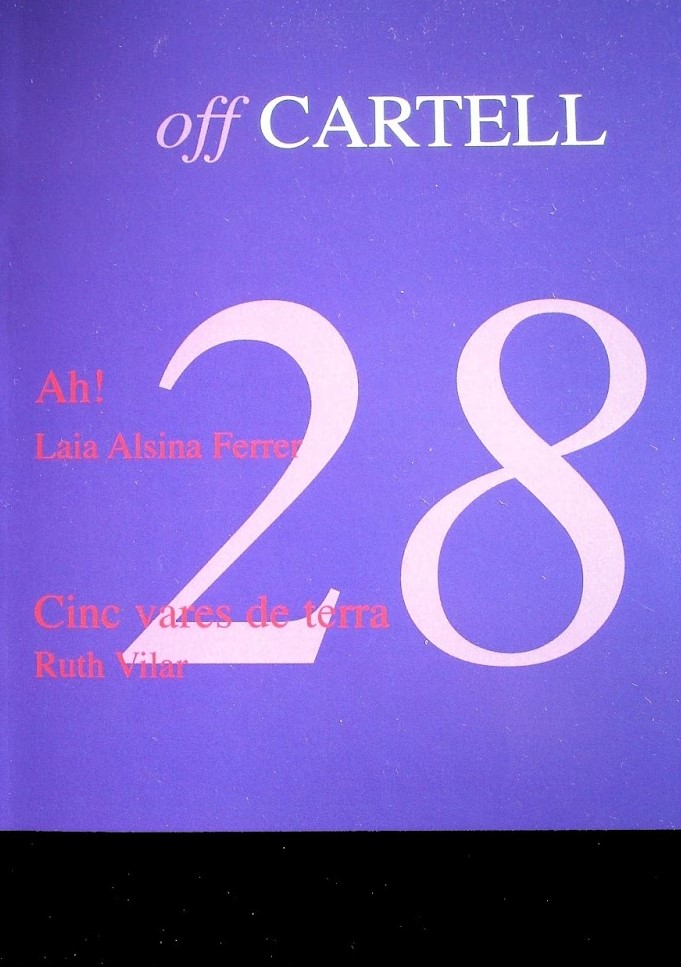 off CARTELL
28
Ah!
Laia Alsina Ferrer
Cinc vares de terra
Ruth Vilar